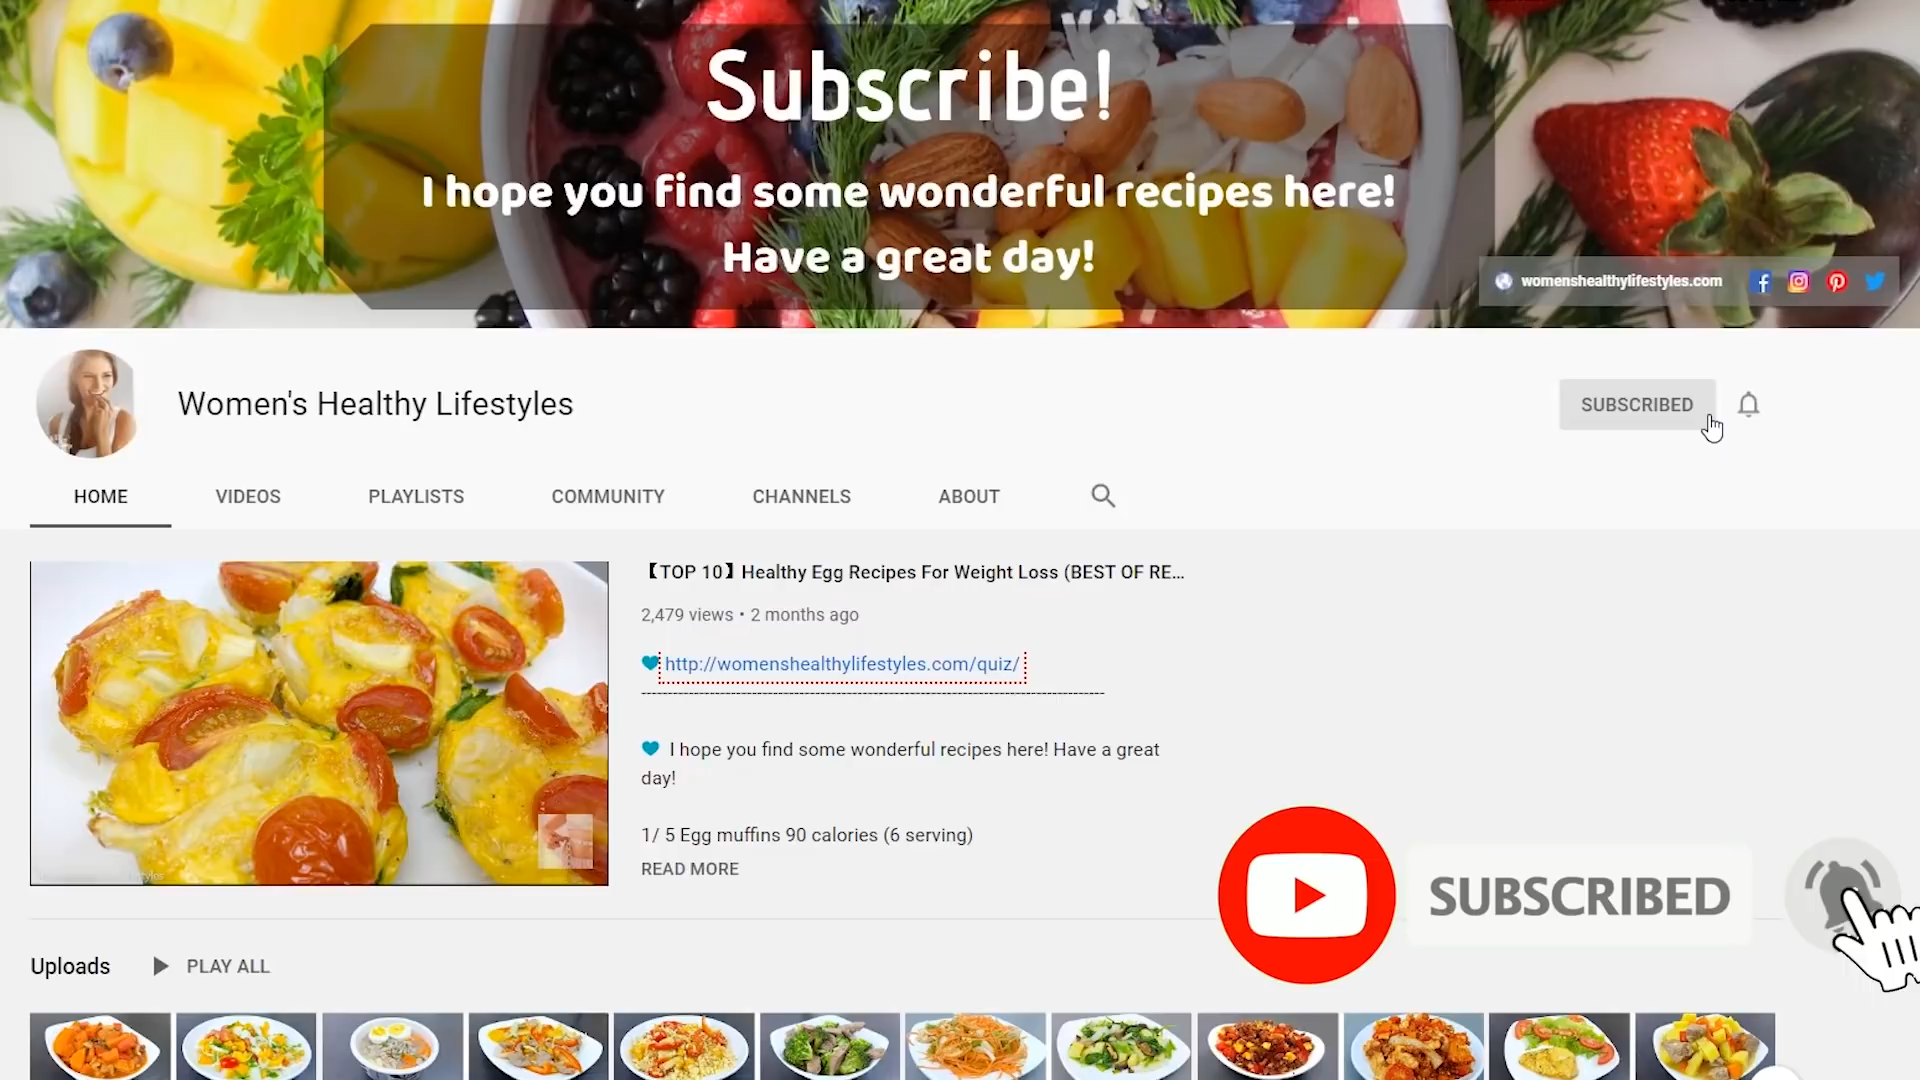 Subscribe!
I hope you find some wonderful recipes here!
Have a great day!
womenshealthylifestyles.com
Women's Healthy Lifestyles
SUBSCRIBED
HOME VIDEOS PLAYLISTS COMMUNITY CHANNELS ABOUT
【TOP 10】Healthy Egg Recipes For Weight Loss (BEST OF RE...
2,479 views • 2 months ago
http://womenshealthylifestyles.com/quiz/
I hope you find some wonderful recipes here! Have a great
day!
1/ 5 Egg muffins 90 calories (6 serving)
READ MORE
SUBSCRIBED
Uploads PLAY ALL